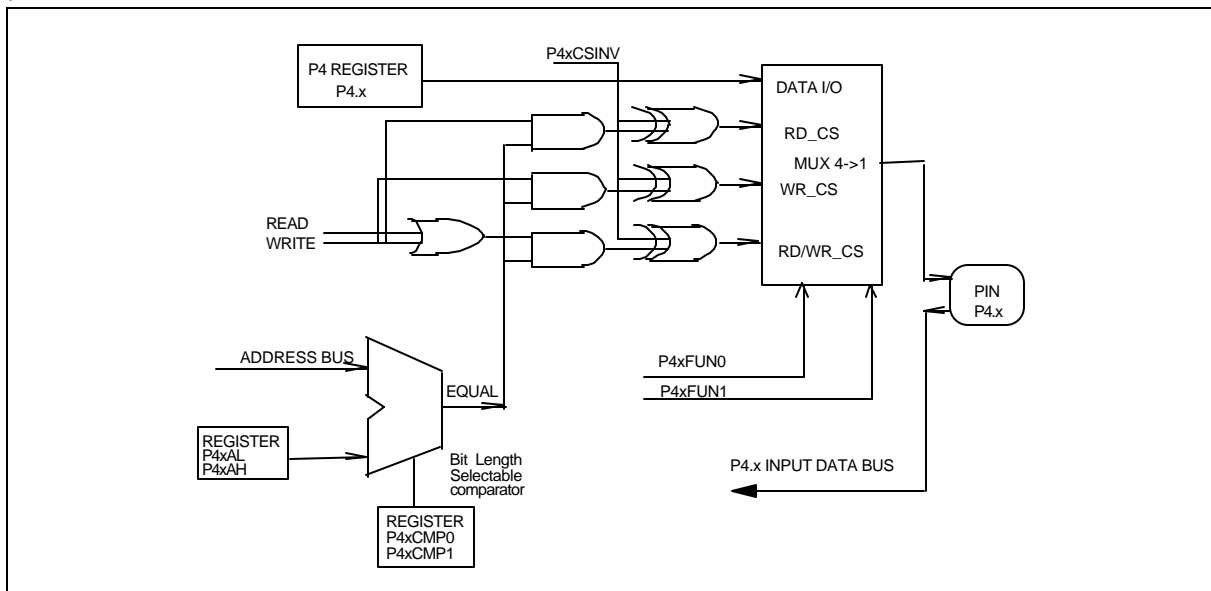 P4 REGISTER
P4.x
P4xCSINV
DATA I/O
RD_CS
MUX 4->1
WR_CS
RD/WR_CS
READ
WRITE
PIN
P4.x
ADDRESS BUS
EQUAL
P4xFUN0
P4xFUN1
REGISTER
P4xAL
P4xAH
Bit Length
Selectable
comparator
P4.x INPUT DATA BUS
REGISTER
P4xCMP0
P4xCMP1